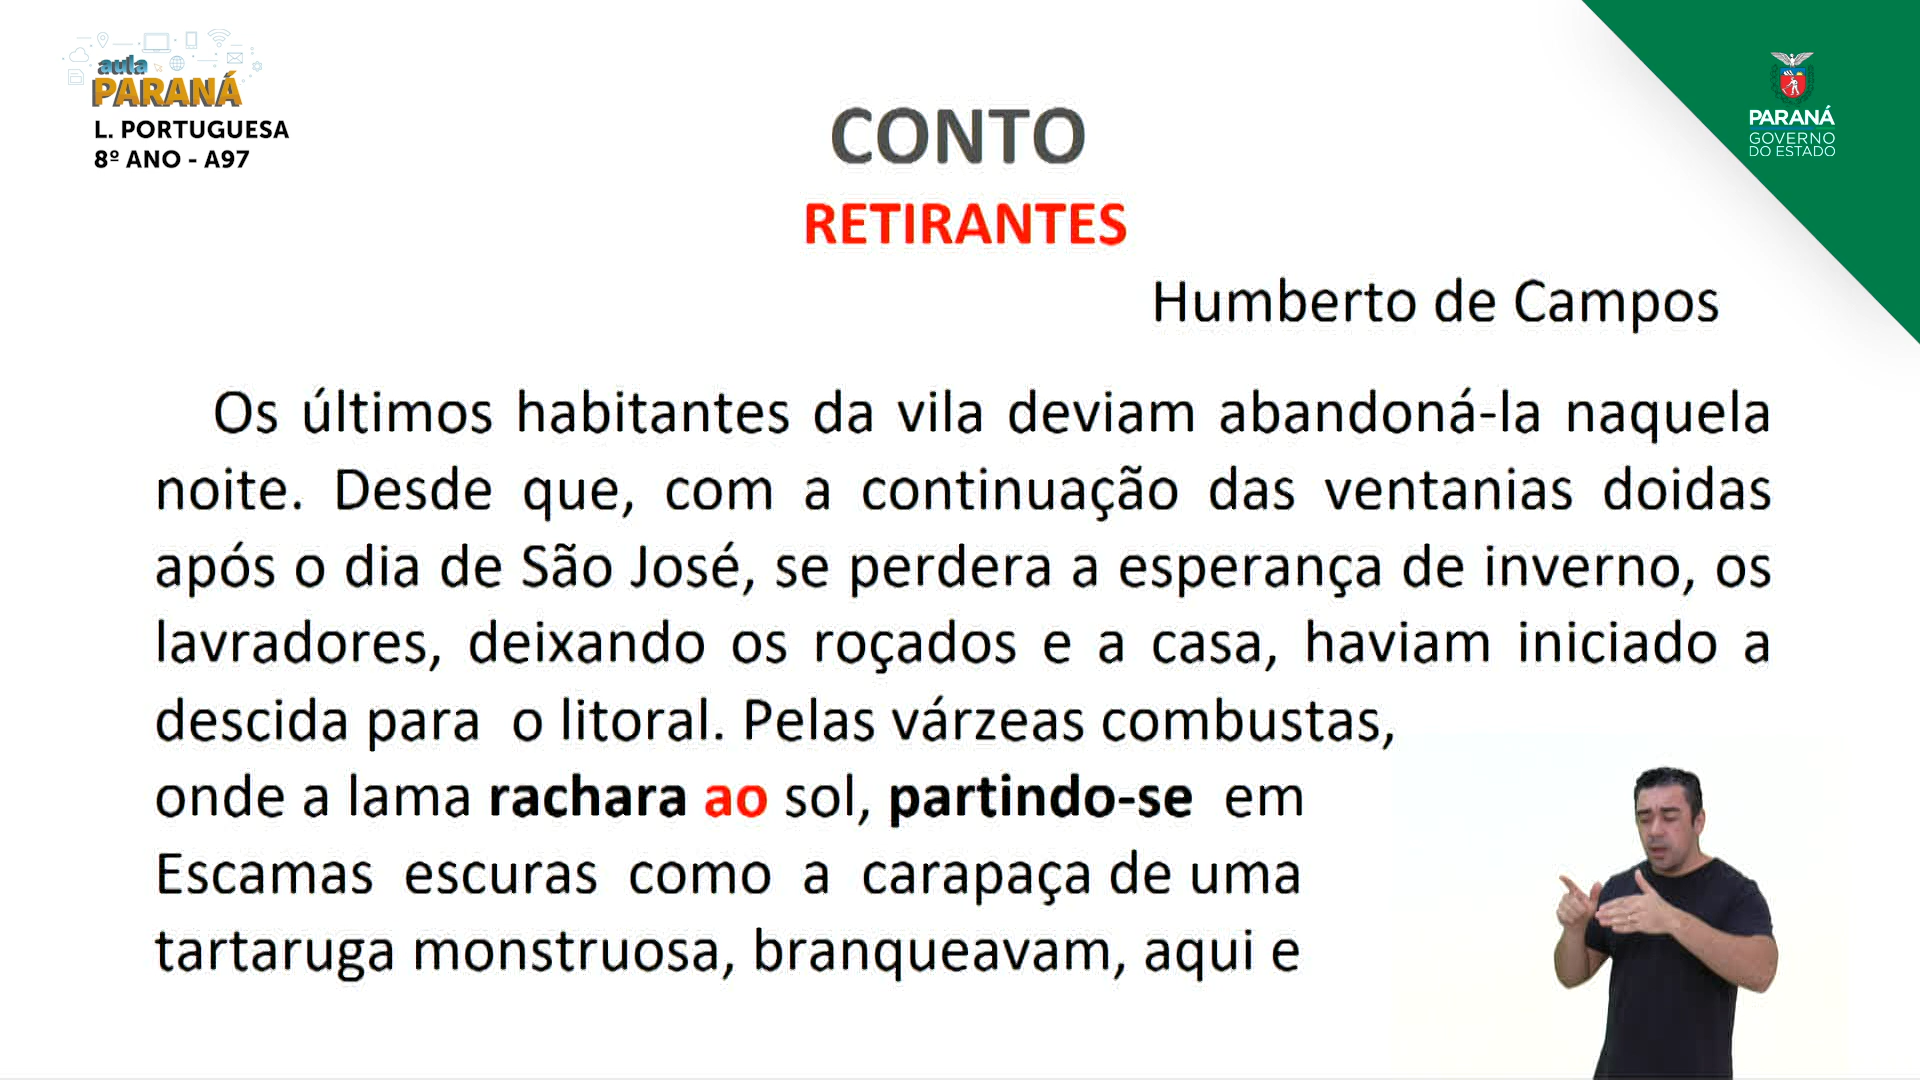 aula
PARANÁ
L. PORTUGUESA
8º ANO - A97
PARANÁ
GOVERNO
DO ESTADO
CONTO
RETIRANTES
Humberto de Campos
Os últimos habitantes da vila deviam abandoná-la naquela
noite. Desde que, com a continuação das ventanias doidas
após o dia de São José, se perdera a esperança de inverno, os
lavradores, deixando os roçados e a casa, haviam iniciado a
descida para o litoral. Pelas várzeas combustas,
onde a lama rachara ao sol, partindo-se em
Escamas escuras como a carapaça de uma
tartaruga monstruosa, branqueavam, aqui e